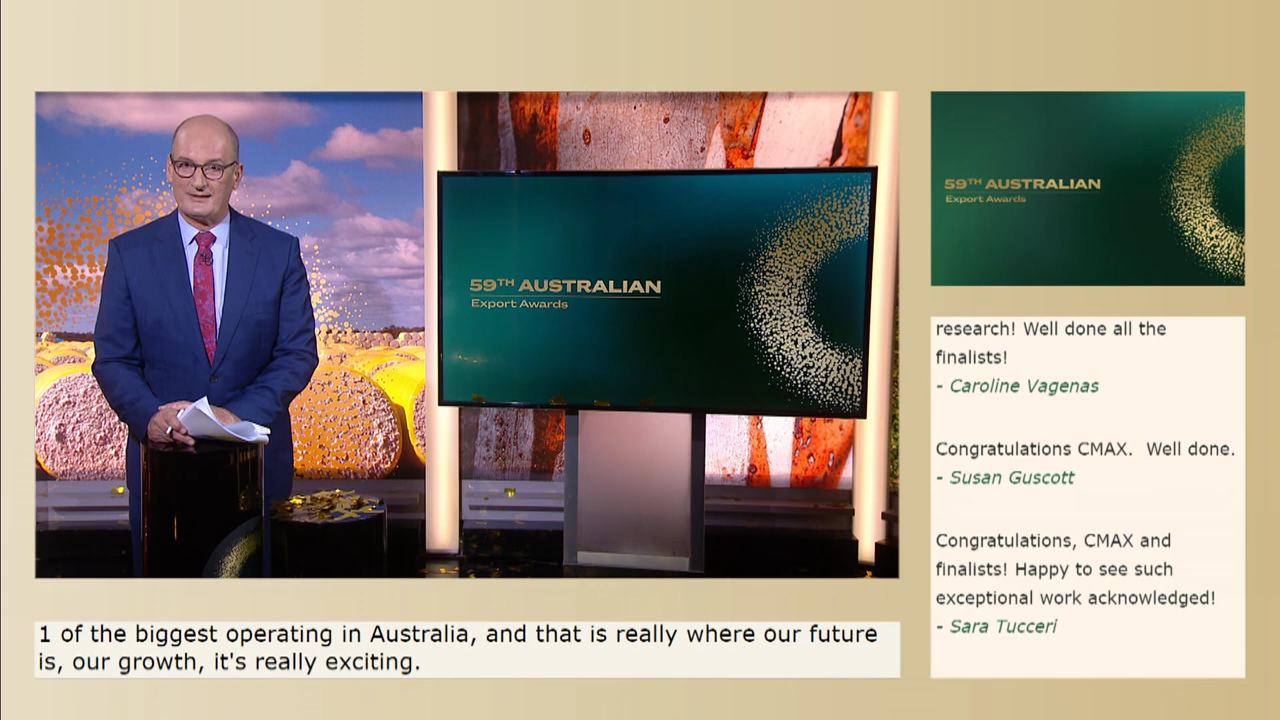 59TH AUSTRALIAN
Export Awards
59TH AUSTRALIAN
Export Awards
research! Well done all the
finalists!
- Caroline Vagenas
Congratulations CMAX.  Well done.
- Susan Guscott
Congratulations, CMAX and
finalists! Happy to see such
exceptional work acknowledged!
- Sara Tucceri
1 of the biggest operating in Australia, and that is really where our future
is, our growth, it's really exciting.